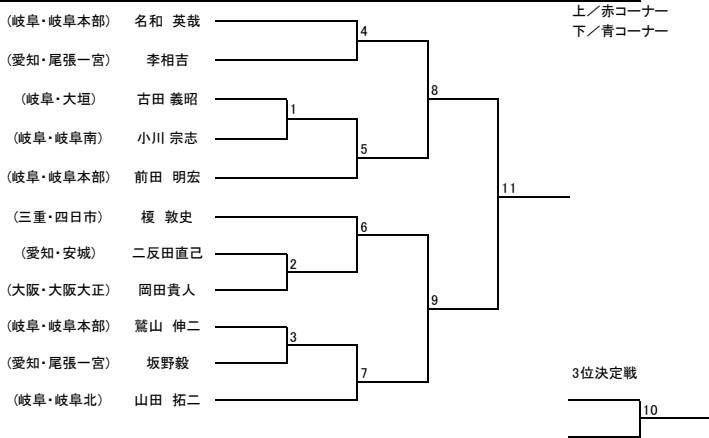 上／赤コーナー
(岐阜・岐阜本部) 名和 英哉
下／青コーナー
4
(愛知・尾張一宮) 李相吉
8
(岐阜・大垣) 古田 義昭
1
(岐阜・岐阜南) 小川 宗志
5
(岐阜・岐阜本部) 前田 明宏
11
(三重・四日市) 榎 敦史
6
(愛知・安城) 二反田直己
2
(大阪・大阪大正) 岡田貴人
9
(岐阜・岐阜本部) 鷲山 伸二
3
(愛知・尾張一宮) 坂野毅
7
3位決定戦
(岐阜・岐阜北) 山田 拓二
10